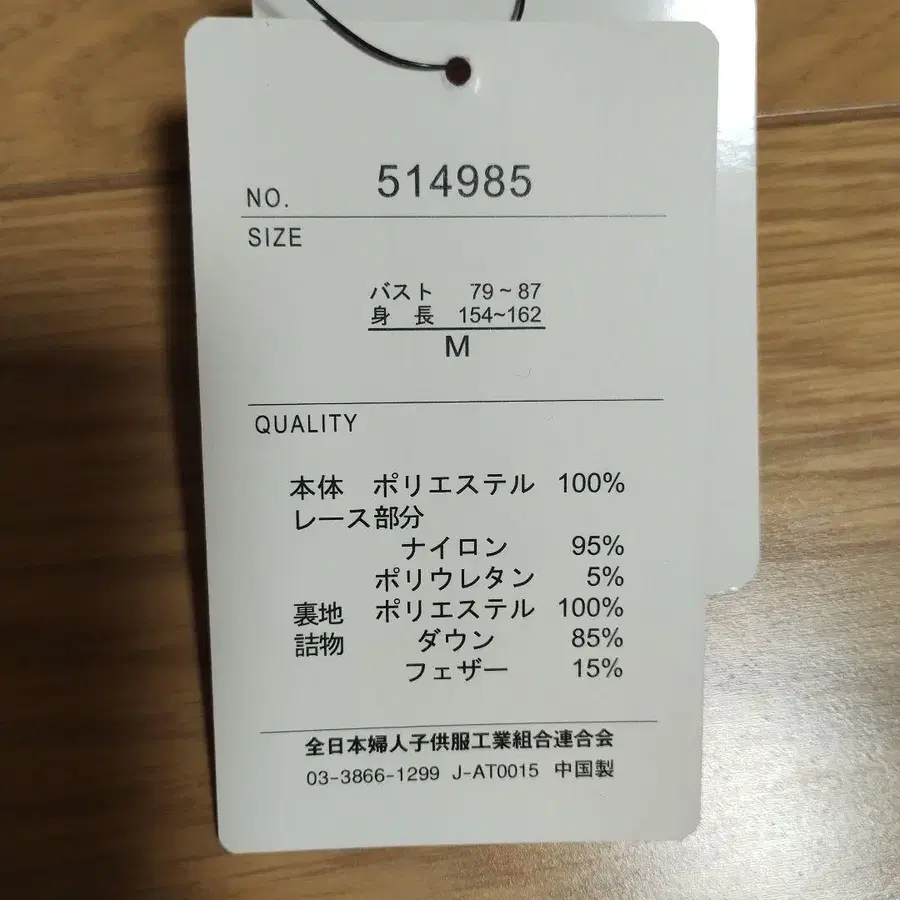 NO. 514985
SIZE
バスト 79~87
身長 154~162
M
QUALITY
本体 ポリエステル 100%
レース部分
ナイロン 95%
ポリウレタン 5%
裏地 ポリエステル 100%
詰物 ダウン 85%
フェザー 15%
全日本婦人子供服工業組合連合会
03-3866-1299 J-AT0015 中国製